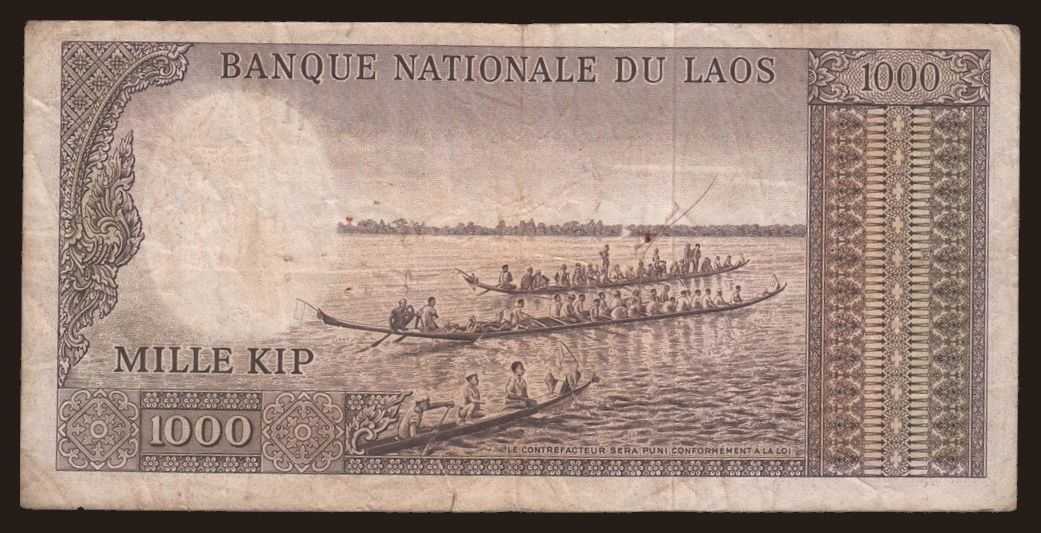 BANQUE NATIONALE DU LAOS
1000
MILLE KIP
1000
LE CONTREFACTEUR SERA PUNI CONFORMEMENT A LA LOI